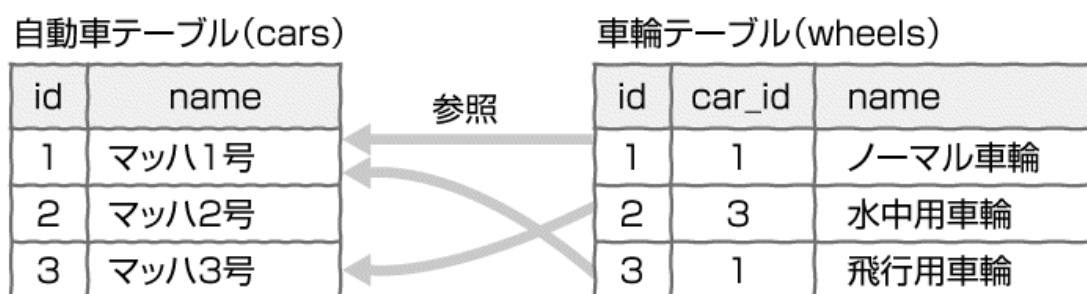 自動車テーブル(cars)
id name
1 マッハ1号
2 マッハ2号
3 マッハ3号
参照
車輪テーブル(wheels)
id car_id name
1 1 ノーマル車輪
2 3 水中用車輪
3 1 飛行用車輪